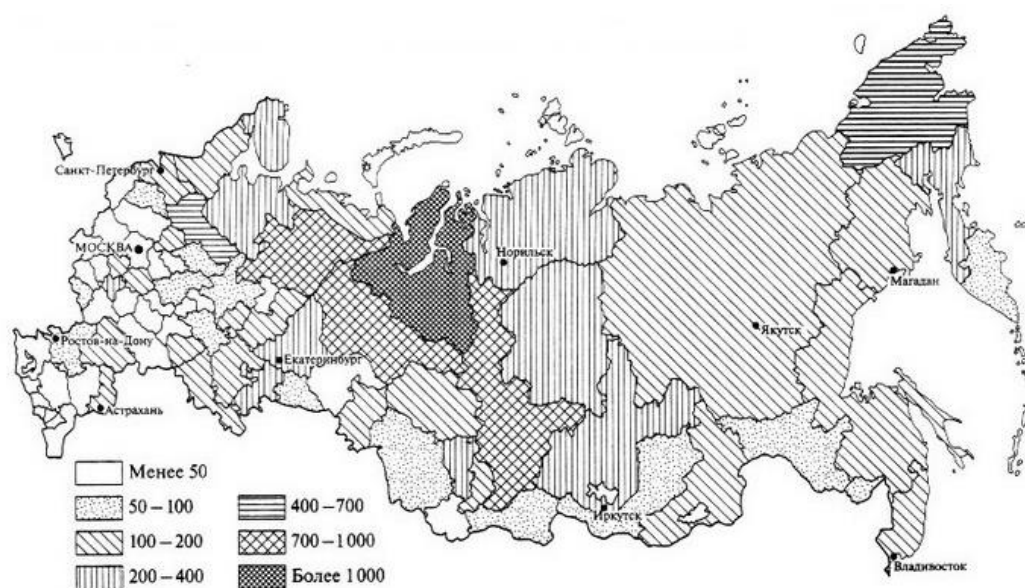 Санкт-Петербург
МОСКВА
Норильск
Магадан
Якутск
Ростов-на-Дону
Екатеринбург
Астрахань
Иркутск
Владивосток
Менее 50
50 – 100
100 – 200
200 – 400
400 – 700
700 – 1000
Более 1000